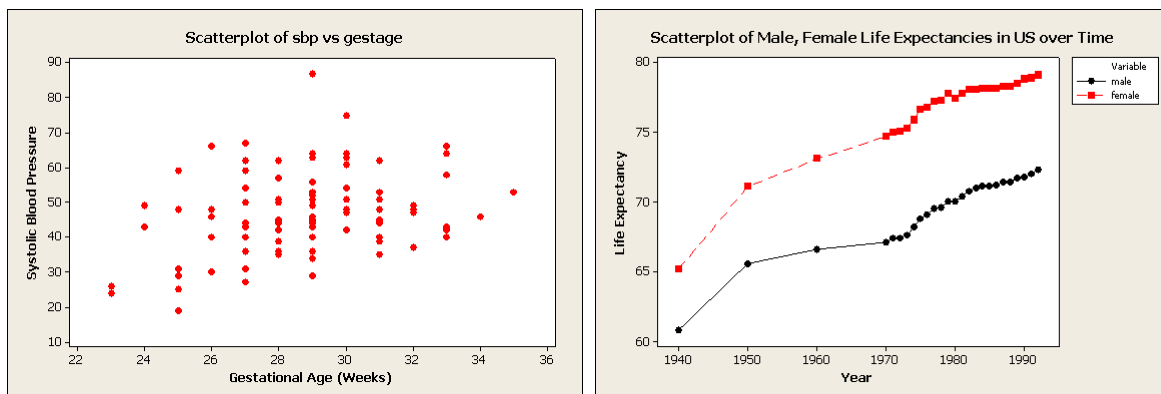 Scatterplot of sbp vs gestage
Systolic Blood Pressure
90
80
70
60
50
40
30
20
10
22 24 26 28 30 32 34 36
Gestational Age (Weeks)
Scatterplot of Male, Female Life Expectancies in US over Time
Life Expectancy
80
75
70
65
60
1940 1950 1960 1970 1980 1990
Year
Variable
male
female